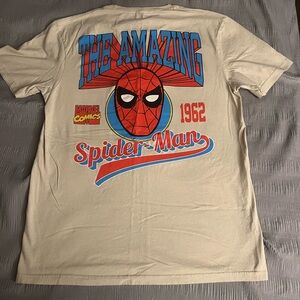 THE AMAZING
MARVEL
COMICS
1962
Spider-Man